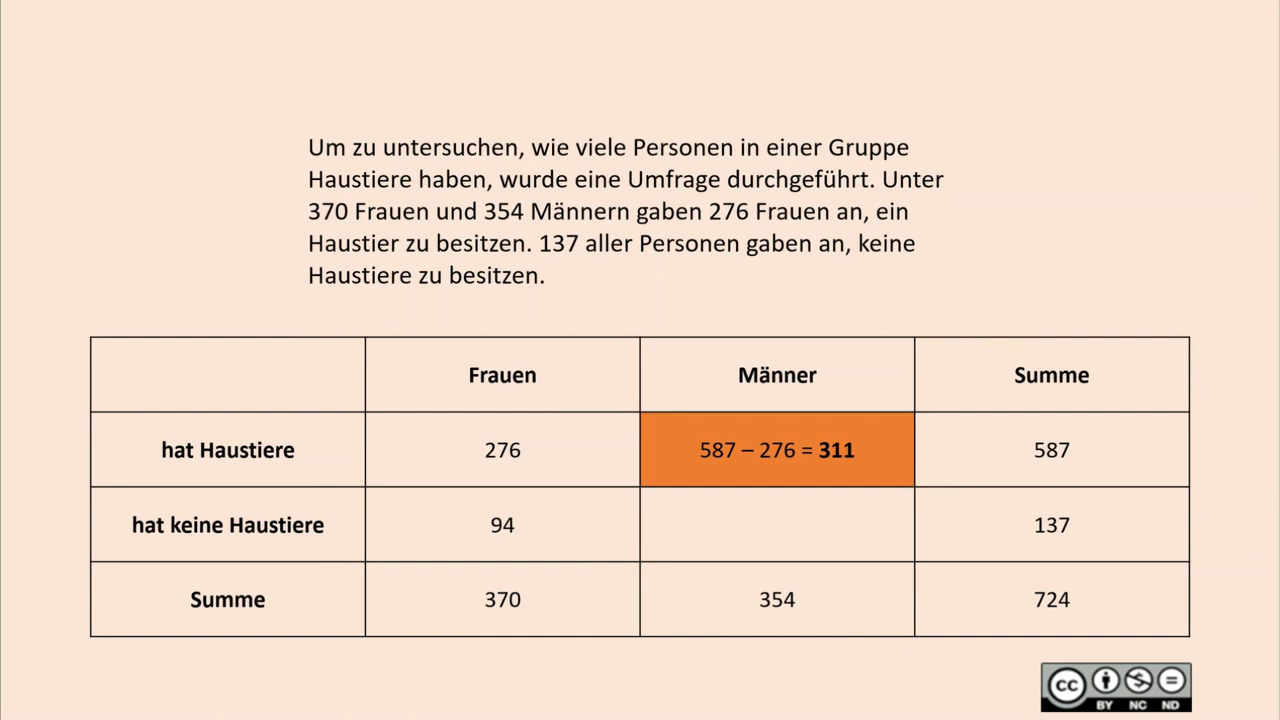 Um zu untersuchen, wie viele Personen in einer Gruppe
Haustiere haben, wurde eine Umfrage durchgeführt. Unter
370 Frauen und 354 Männern gaben 276 Frauen an, ein
Haustier zu besitzen. 137 aller Personen gaben an, keine
Haustiere zu besitzen.
Frauen Männer Summe
hat Haustiere 276 587 – 276 = 311 587
hat keine Haustiere 94 137
Summe 370 354 724
cc
BY NC ND